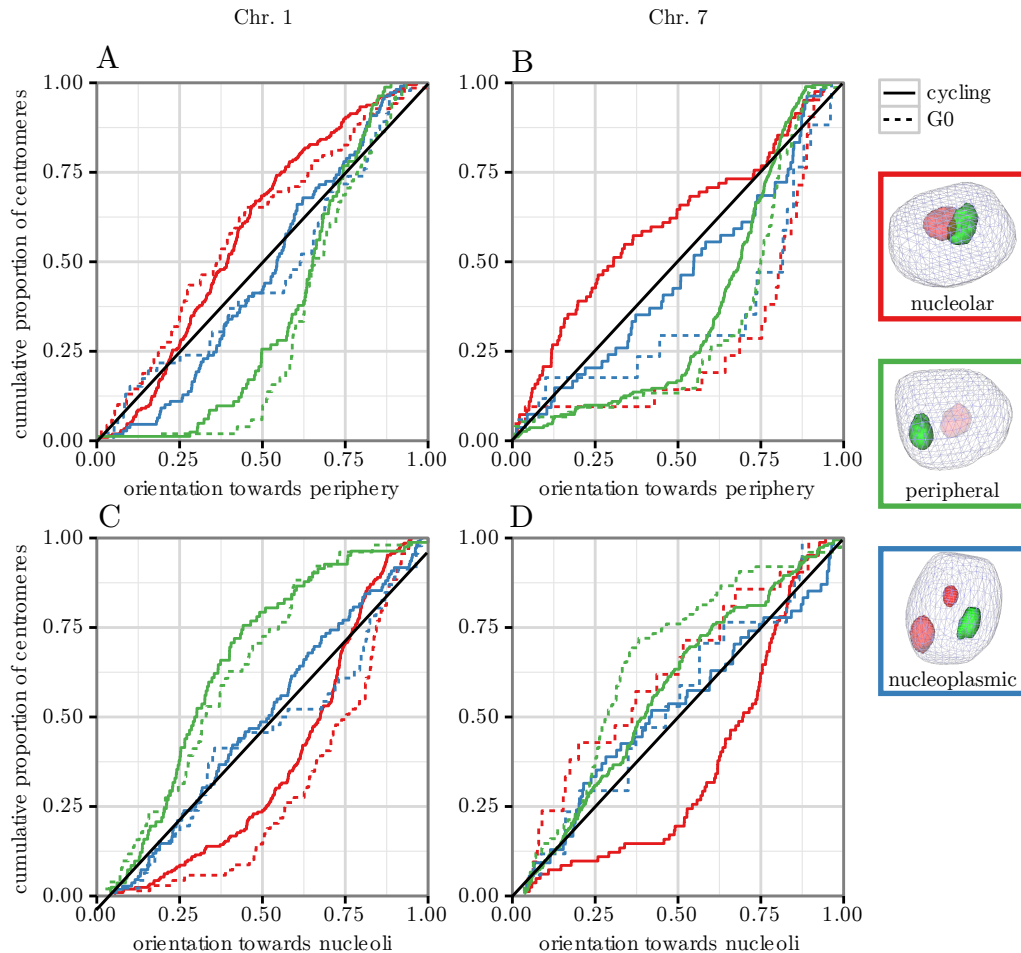 Chr. 1
Chr. 7
A
B
1.00
0.75
0.50
0.25
0.00
cumulative proportion of centromeres
0.00 0.25 0.50 0.75 1.00
orientation towards periphery
1.00
0.75
0.50
0.25
0.00
0.00 0.25 0.50 0.75 1.00
orientation towards periphery
cycling
G0
nucleolar
peripheral
nucleoplasmic
C
D
1.00
0.75
0.50
0.25
0.00
cumulative proportion of centromeres
0.00 0.25 0.50 0.75 1.00
orientation towards nucleoli
1.00
0.75
0.50
0.25
0.00
0.00 0.25 0.50 0.75 1.00
orientation towards nucleoli